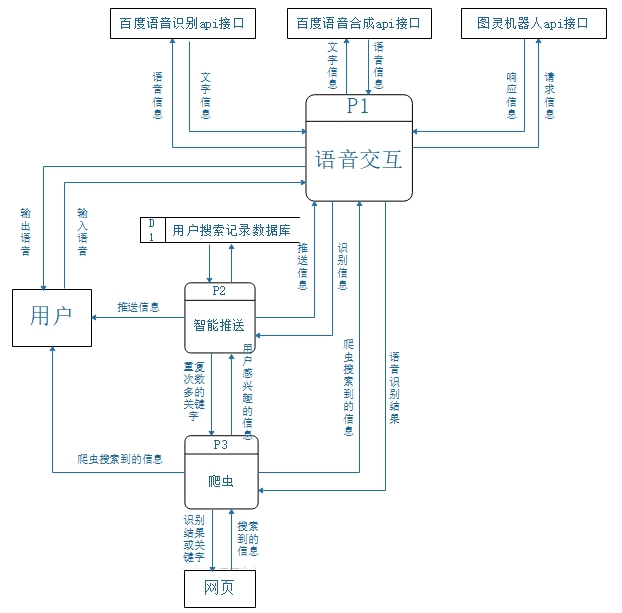 百度语音识别api接口
百度语音合成api接口
图灵机器人api接口
语音信息
文字信息
文字信息
语音信息
响应信息
请求信息
P1
语音交互
输出语音
输入语音
D1
用户搜索记录数据库
推送信息
识别信息
P2
智能推送
用户
推送信息
爬虫搜索到的信息
语音识别结果
重复
次数
多的
关键
字
用户感兴趣的信息
P3
爬虫
爬虫搜索到的信息
识别
结果
或关
键字
搜索
到的
信息
网页